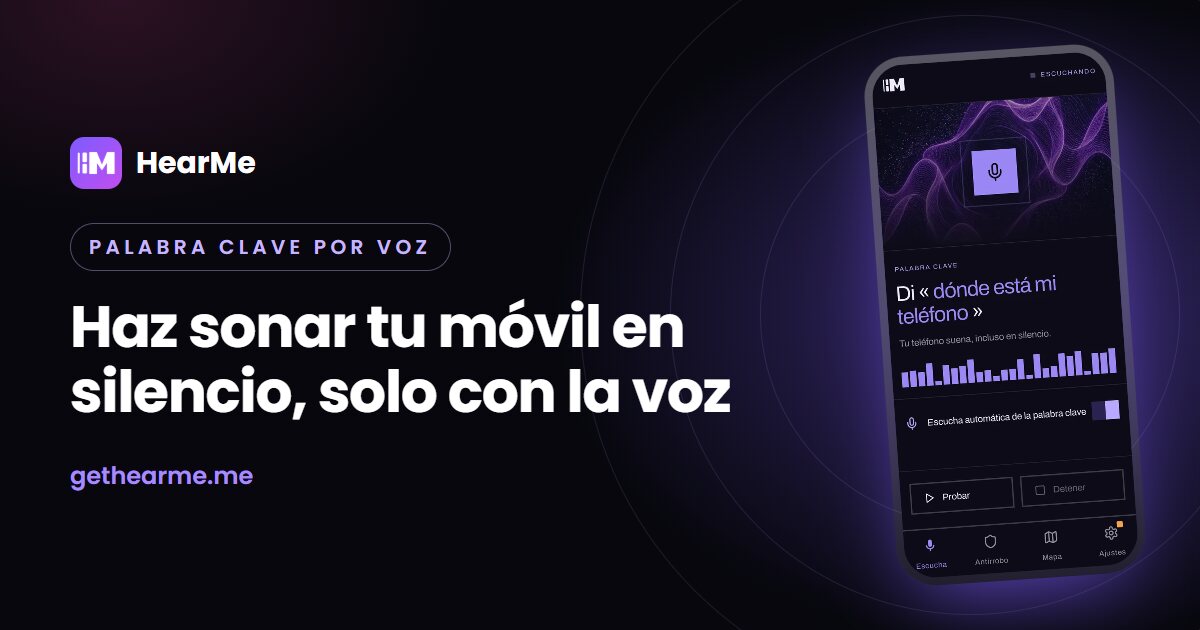 HearMe
PALABRA CLAVE POR VOZ
Haz sonar tu móvil en
silencio, solo con la voz
gethearme.me
ESCUCHANDO
PALABRA CLAVE
Di « dónde está mi
teléfono »
Tu teléfono suena, incluso en silencio.
Escucha automática de la palabra clave
Probar
Detener
Escucha
Antirrobo
Mapa
Ajustes